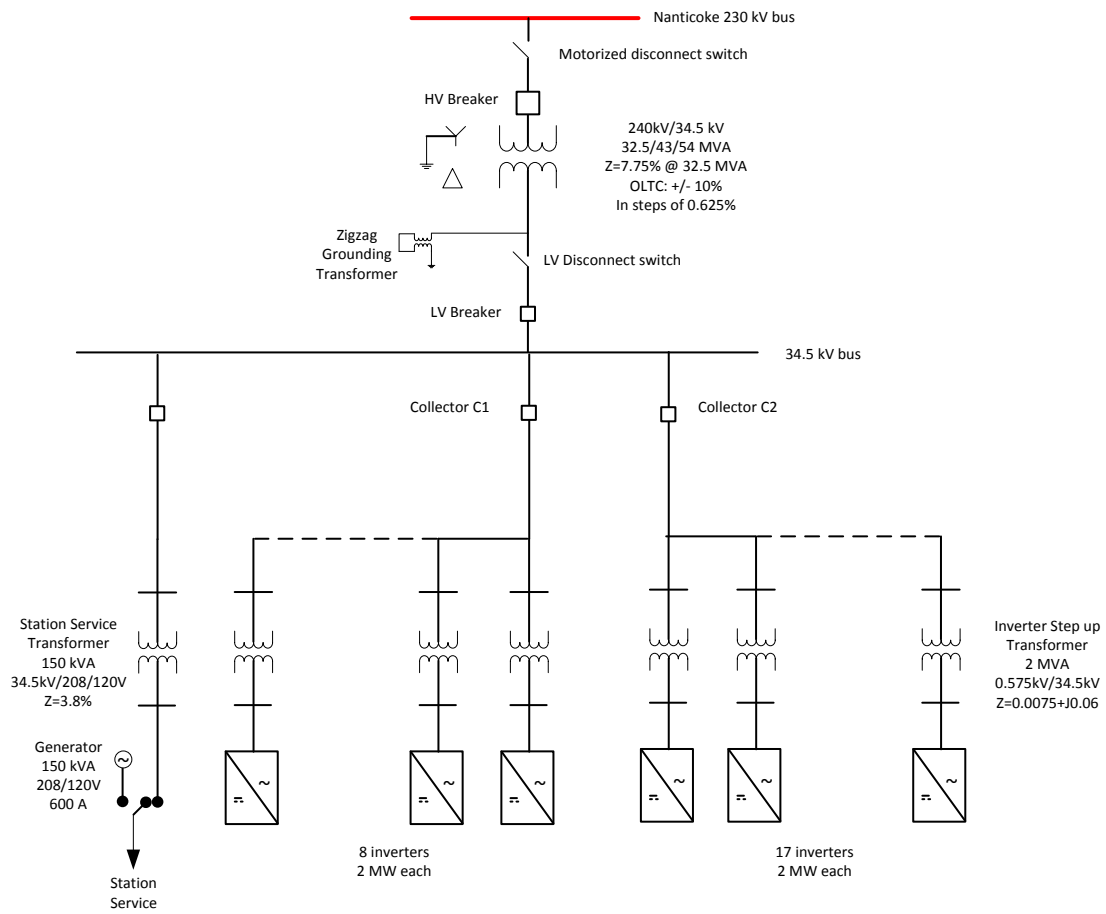 Nanticoke 230 kV bus
Motorized disconnect switch
HV Breaker
240kV/34.5 kV
32.5/43/54 MVA
Z=7.75% @ 32.5 MVA
OLTC: +/- 10%
In steps of 0.625%
Zigzag
Grounding
Transformer
LV Disconnect switch
LV Breaker
34.5 kV bus
Collector C1
Collector C2
Station Service
Transformer
150 kVA
34.5kV/208/120V
Z=3.8%
Inverter Step up
Transformer
2 MVA
0.575kV/34.5kV
Z=0.0075+J0.06
Generator
150 kVA
208/120V
600 A
8 inverters
2 MW each
17 inverters
2 MW each
Station
Service